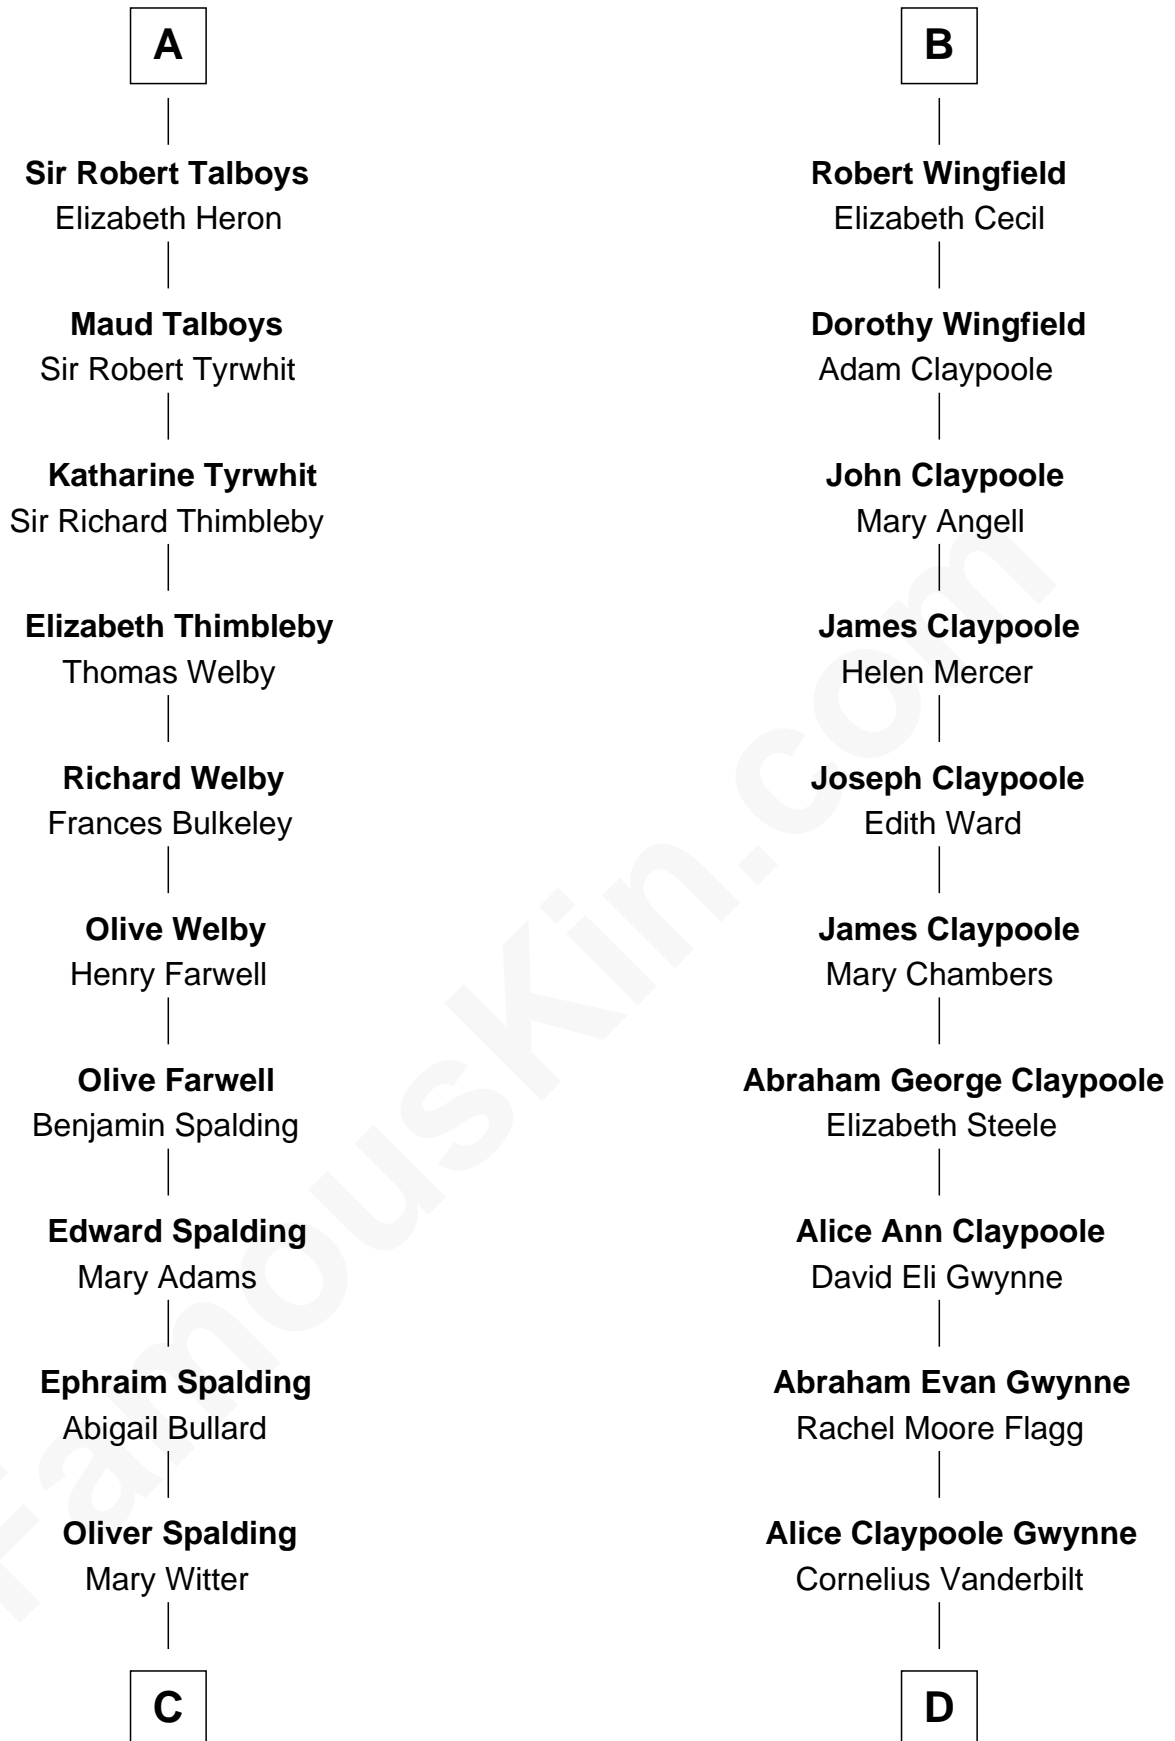 A
Sir Robert Talboys
Elizabeth Heron
Maud Talboys
Sir Robert Tyrwhit
Katharine Tyrwhit
Sir Richard Thimbleby
Elizabeth Thimbleby
Thomas Welby
Richard Welby
Frances Bulkeley
Olive Welby
Henry Farwell
Olive Farwell
Benjamin Spalding
Edward Spalding
Mary Adams
Ephraim Spalding
Abigail Bullard
Oliver Spalding
Mary Witter
C
B
Robert Wingfield
Elizabeth Cecil
Dorothy Wingfield
Adam Claypoole
John Claypoole
Mary Angell
James Claypoole
Helen Mercer
Joseph Claypoole
Edith Ward
James Claypoole
Mary Chambers
Abraham George Claypoole
Elizabeth Steele
Alice Ann Claypoole
David Eli Gwynne
Abraham Evan Gwynne
Rachel Moore Flagg
Alice Claypoole Gwynne
Cornelius Vanderbilt
D
FamousKin.com